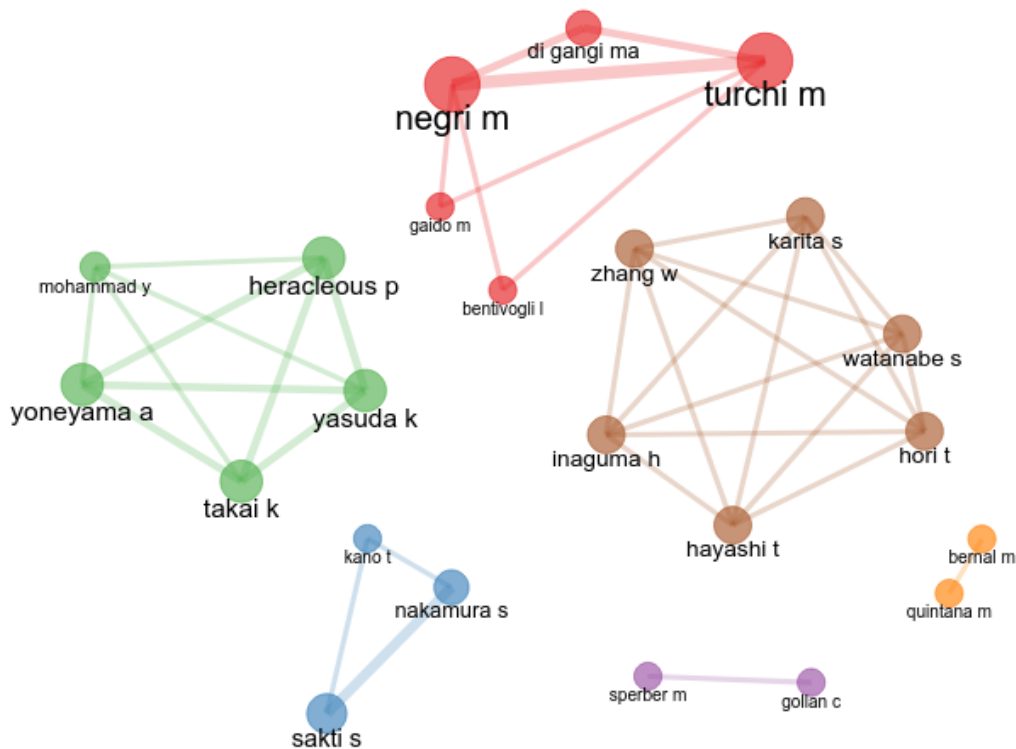 di gangi ma
negri m
turchi m
gaido m
bentivogli l
karita s
zhang w
watanabe s
inaguma h
hori t
hayashi t
mohammad y
heracleous p
yoneyama a
yasuda k
takai k
kano t
nakamura s
sakti s
bernal m
quintana m
sperber m
gollan c